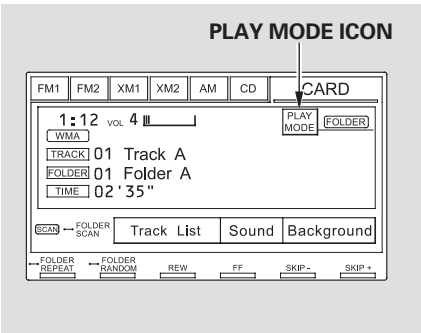 PLAY MODE ICON
FM1 FM2 XM1 XM2 AM CD CARD
1:12 VOL 4 PLAY MODE FOLDER
WMA
TRACK 01 Track A
FOLDER 01 Folder A
TIME 02'35"
SCAN FOLDER SCAN Track List Sound Background
FOLDER REPEAT FOLDER RANDOM REW FF SKIP- SKIP+